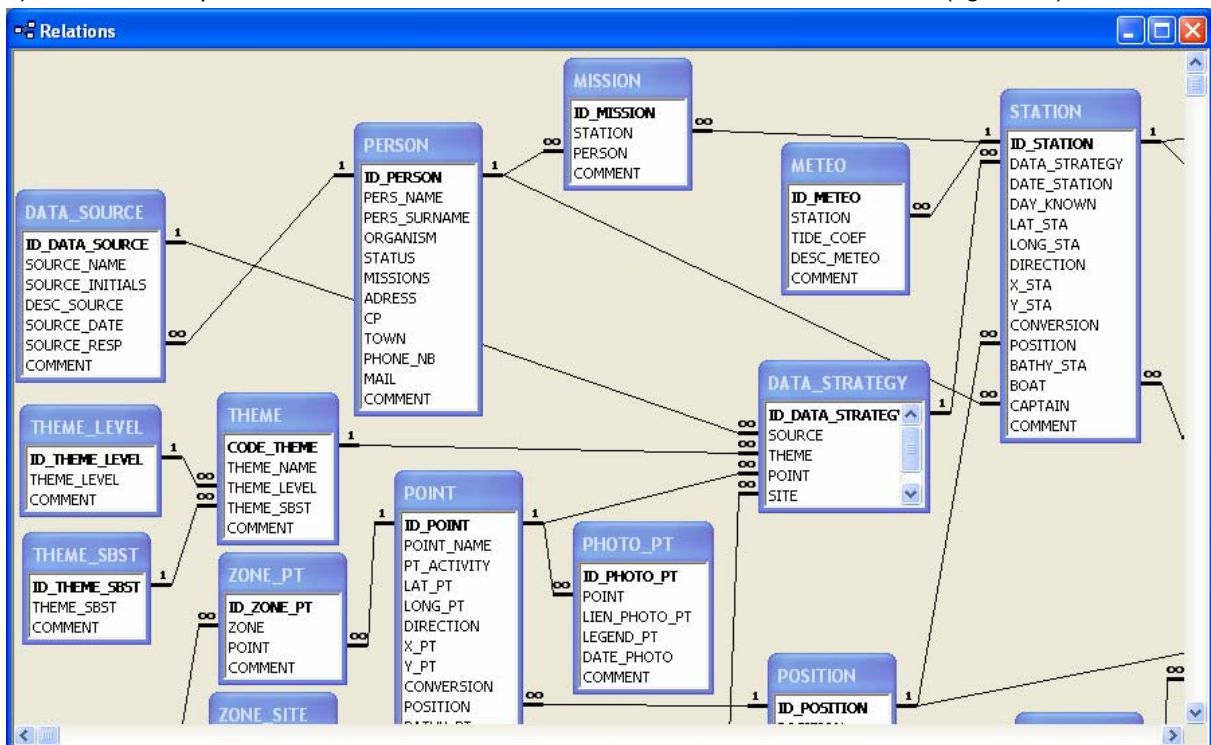 Relations
MISSION
ID_MISSION
STATION
PERSON
COMMENT
STATION
ID_STATION
DATA_STRATEGY
DATE_STATION
DAY_KNOWN
LAT_STA
LONG_STA
DIRECTION
X_STA
Y_STA
CONVERSION
POSITION
BATHY_STA
BOAT
CAPTAIN
COMMENT
PERSON
ID_PERSON
PERS_NAME
PERS_SURNAME
ORGANISM
STATUS
MISSIONS
ADRESS
CP
TOWN
PHONE_NB
MAIL
COMMENT
METEO
ID_METEO
STATION
TIDE_COEF
DESC_METEO
COMMENT
DATA_SOURCE
ID_DATA_SOURCE
SOURCE_NAME
SOURCE_INITIALS
DESC_SOURCE
SOURCE_DATE
SOURCE_RESP
COMMENT
DATA_STRATEGY
ID_DATA_STRATEG
SOURCE
THEME
POINT
SITE
THEME_LEVEL
ID_THEME_LEVEL
THEME_LEVEL
COMMENT
THEME
CODE_THEME
THEME_NAME
THEME_LEVEL
THEME_SBST
COMMENT
POINT
ID_POINT
POINT_NAME
PT_ACTIVITY
LAT_PT
LONG_PT
DIRECTION
X_PT
Y_PT
CONVERSION
POSITION
PHOTO_PT
ID_PHOTO_PT
POINT
LIEN_PHOTO_PT
LEGEND_PT
DATE_PHOTO
COMMENT
THEME_SBST
ID_THEME_SBST
THEME_SBST
COMMENT
ZONE_PT
ID_ZONE_PT
ZONE
POINT
COMMENT
ZONE_SITE
POSITION
ID_POSITION